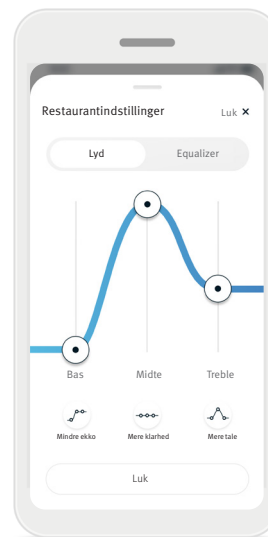 Restaurantindstillinger Luk ×
Lyd Equalizer
Bas Midte Treble
Mindre ekko Mere klarhed Mere tale
Luk